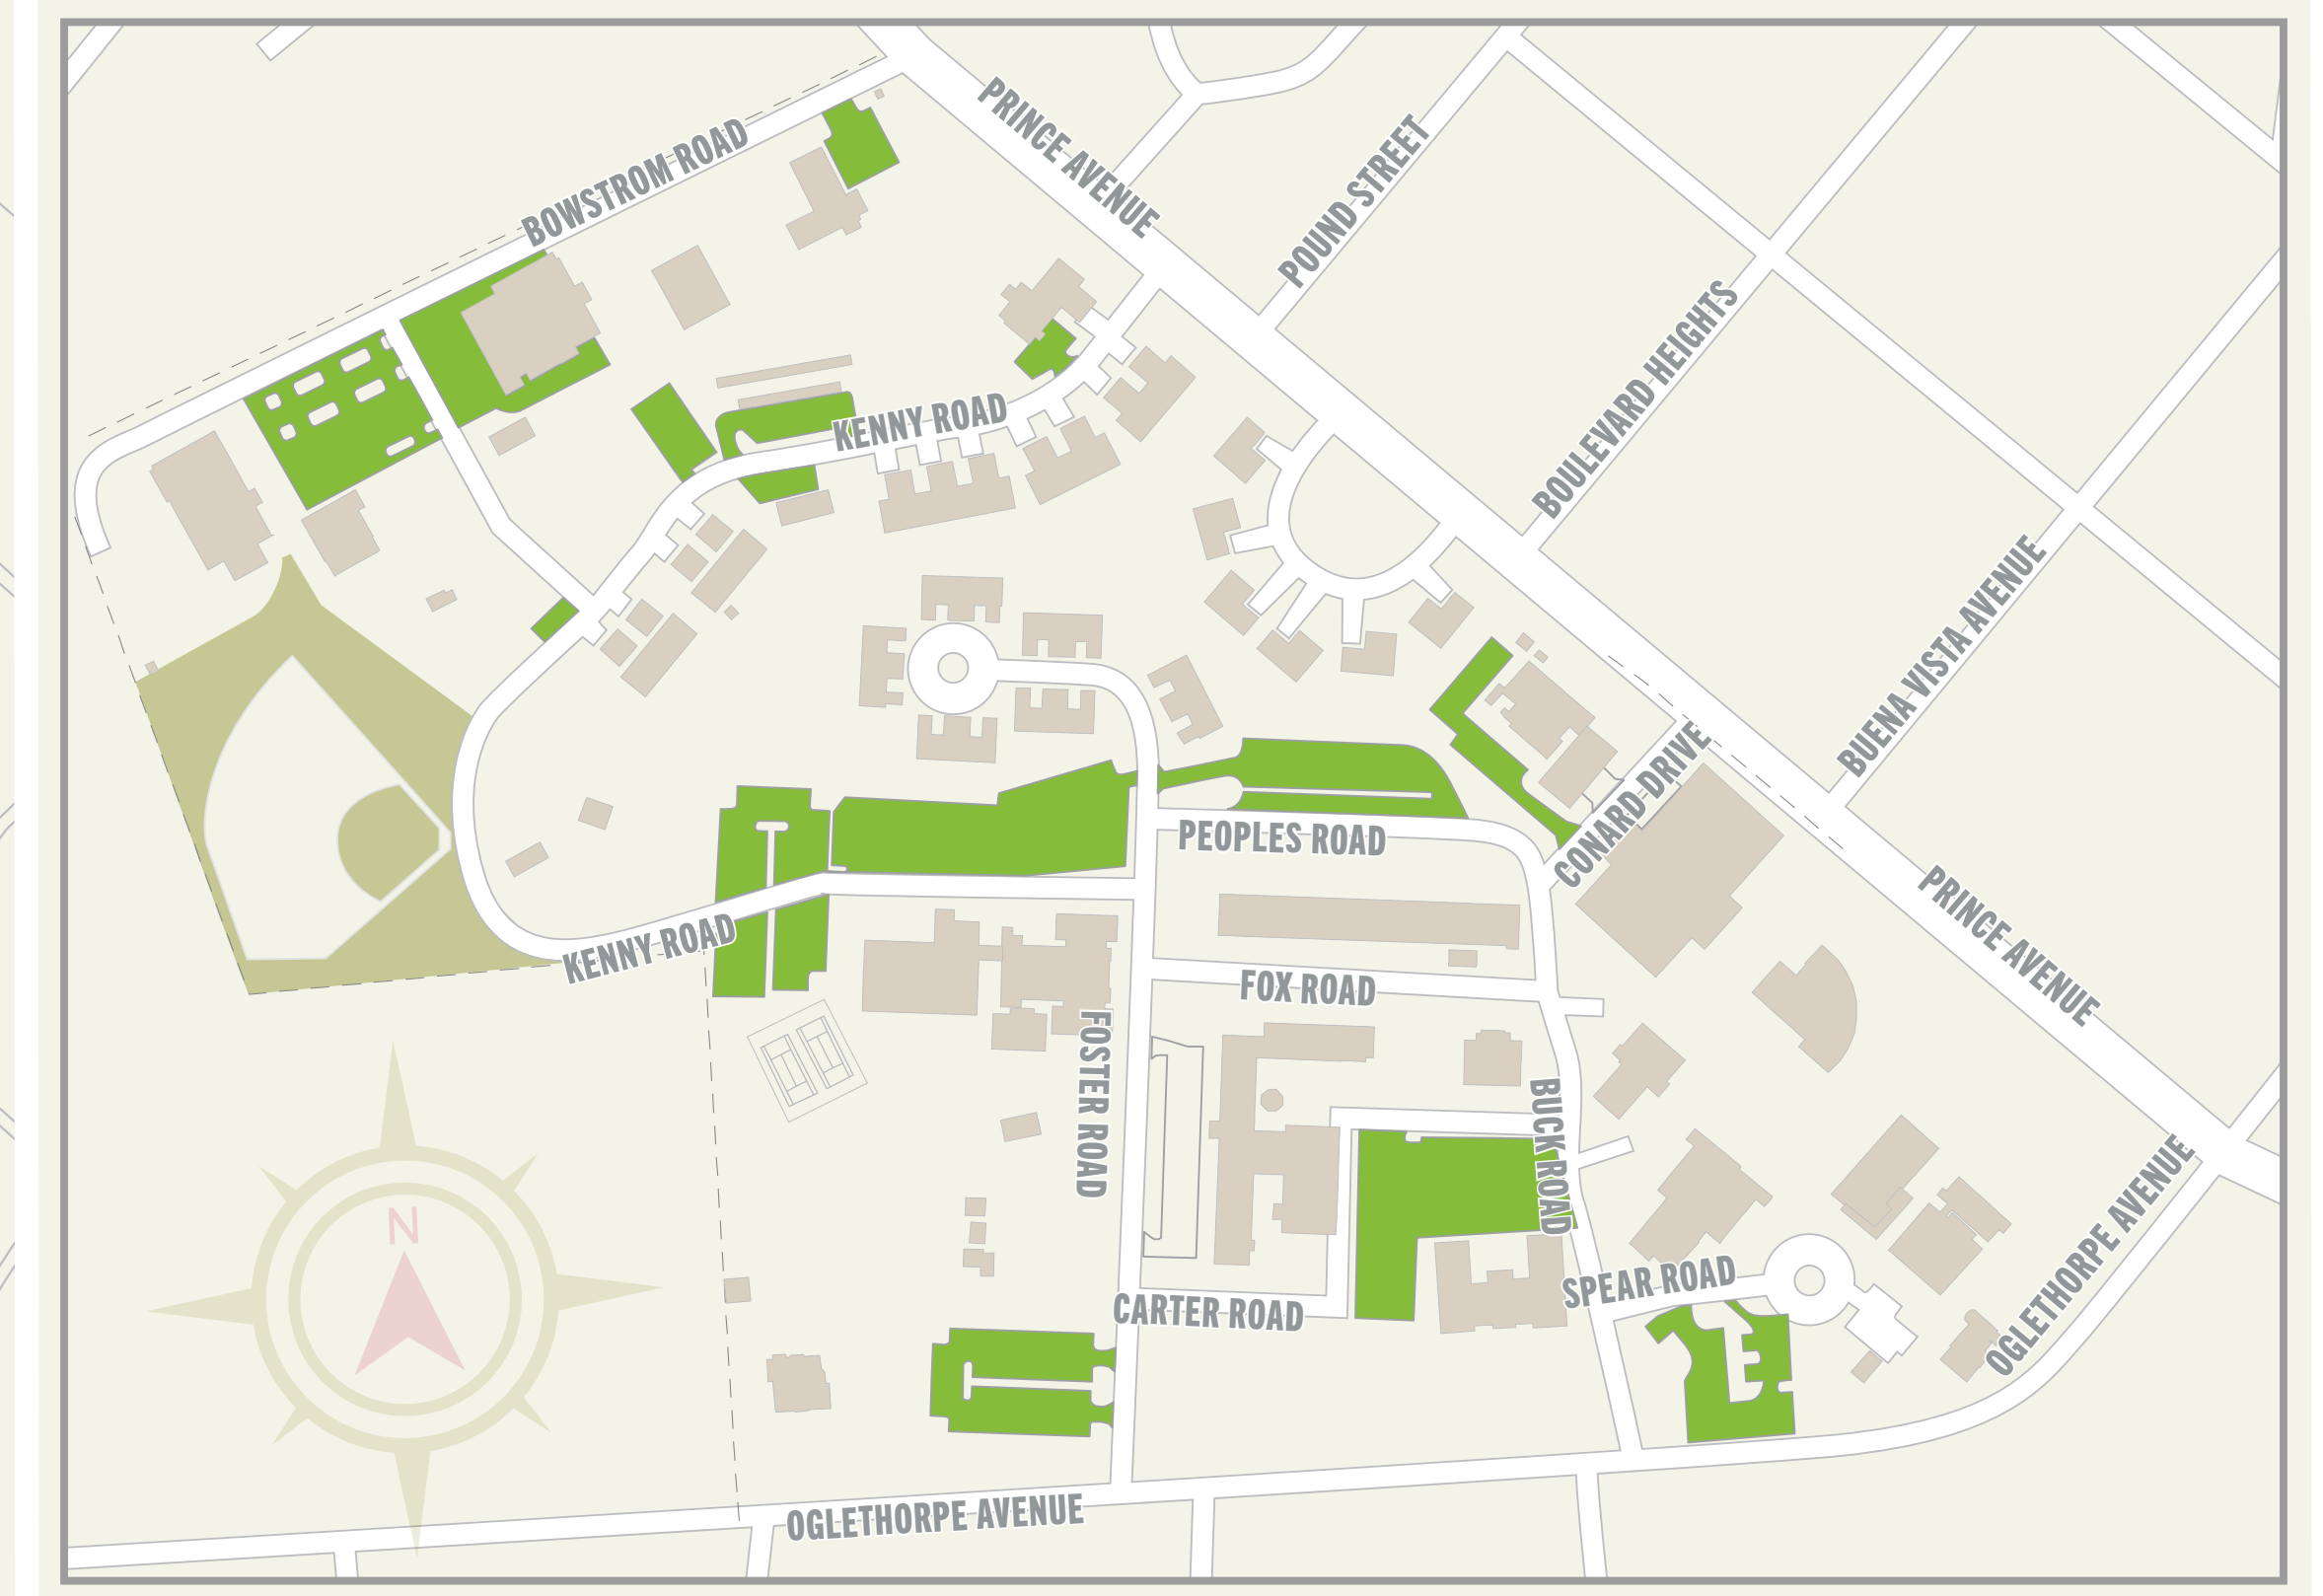 PRINCE AVENUE
POUND STREET
BOWSTROM ROAD
BOULEVARD HEIGHTS
KENNY ROAD
BUENA VISTA AVENUE
CONARD DRIVE
PEOPLES ROAD
KENNY ROAD
PRINCE AVENUE
FOX ROAD
FOSTER ROAD
BUCK ROAD
N
SPEAR ROAD
OGLETHORPE AVENUE
CARTER ROAD
OGLETHORPE AVENUE